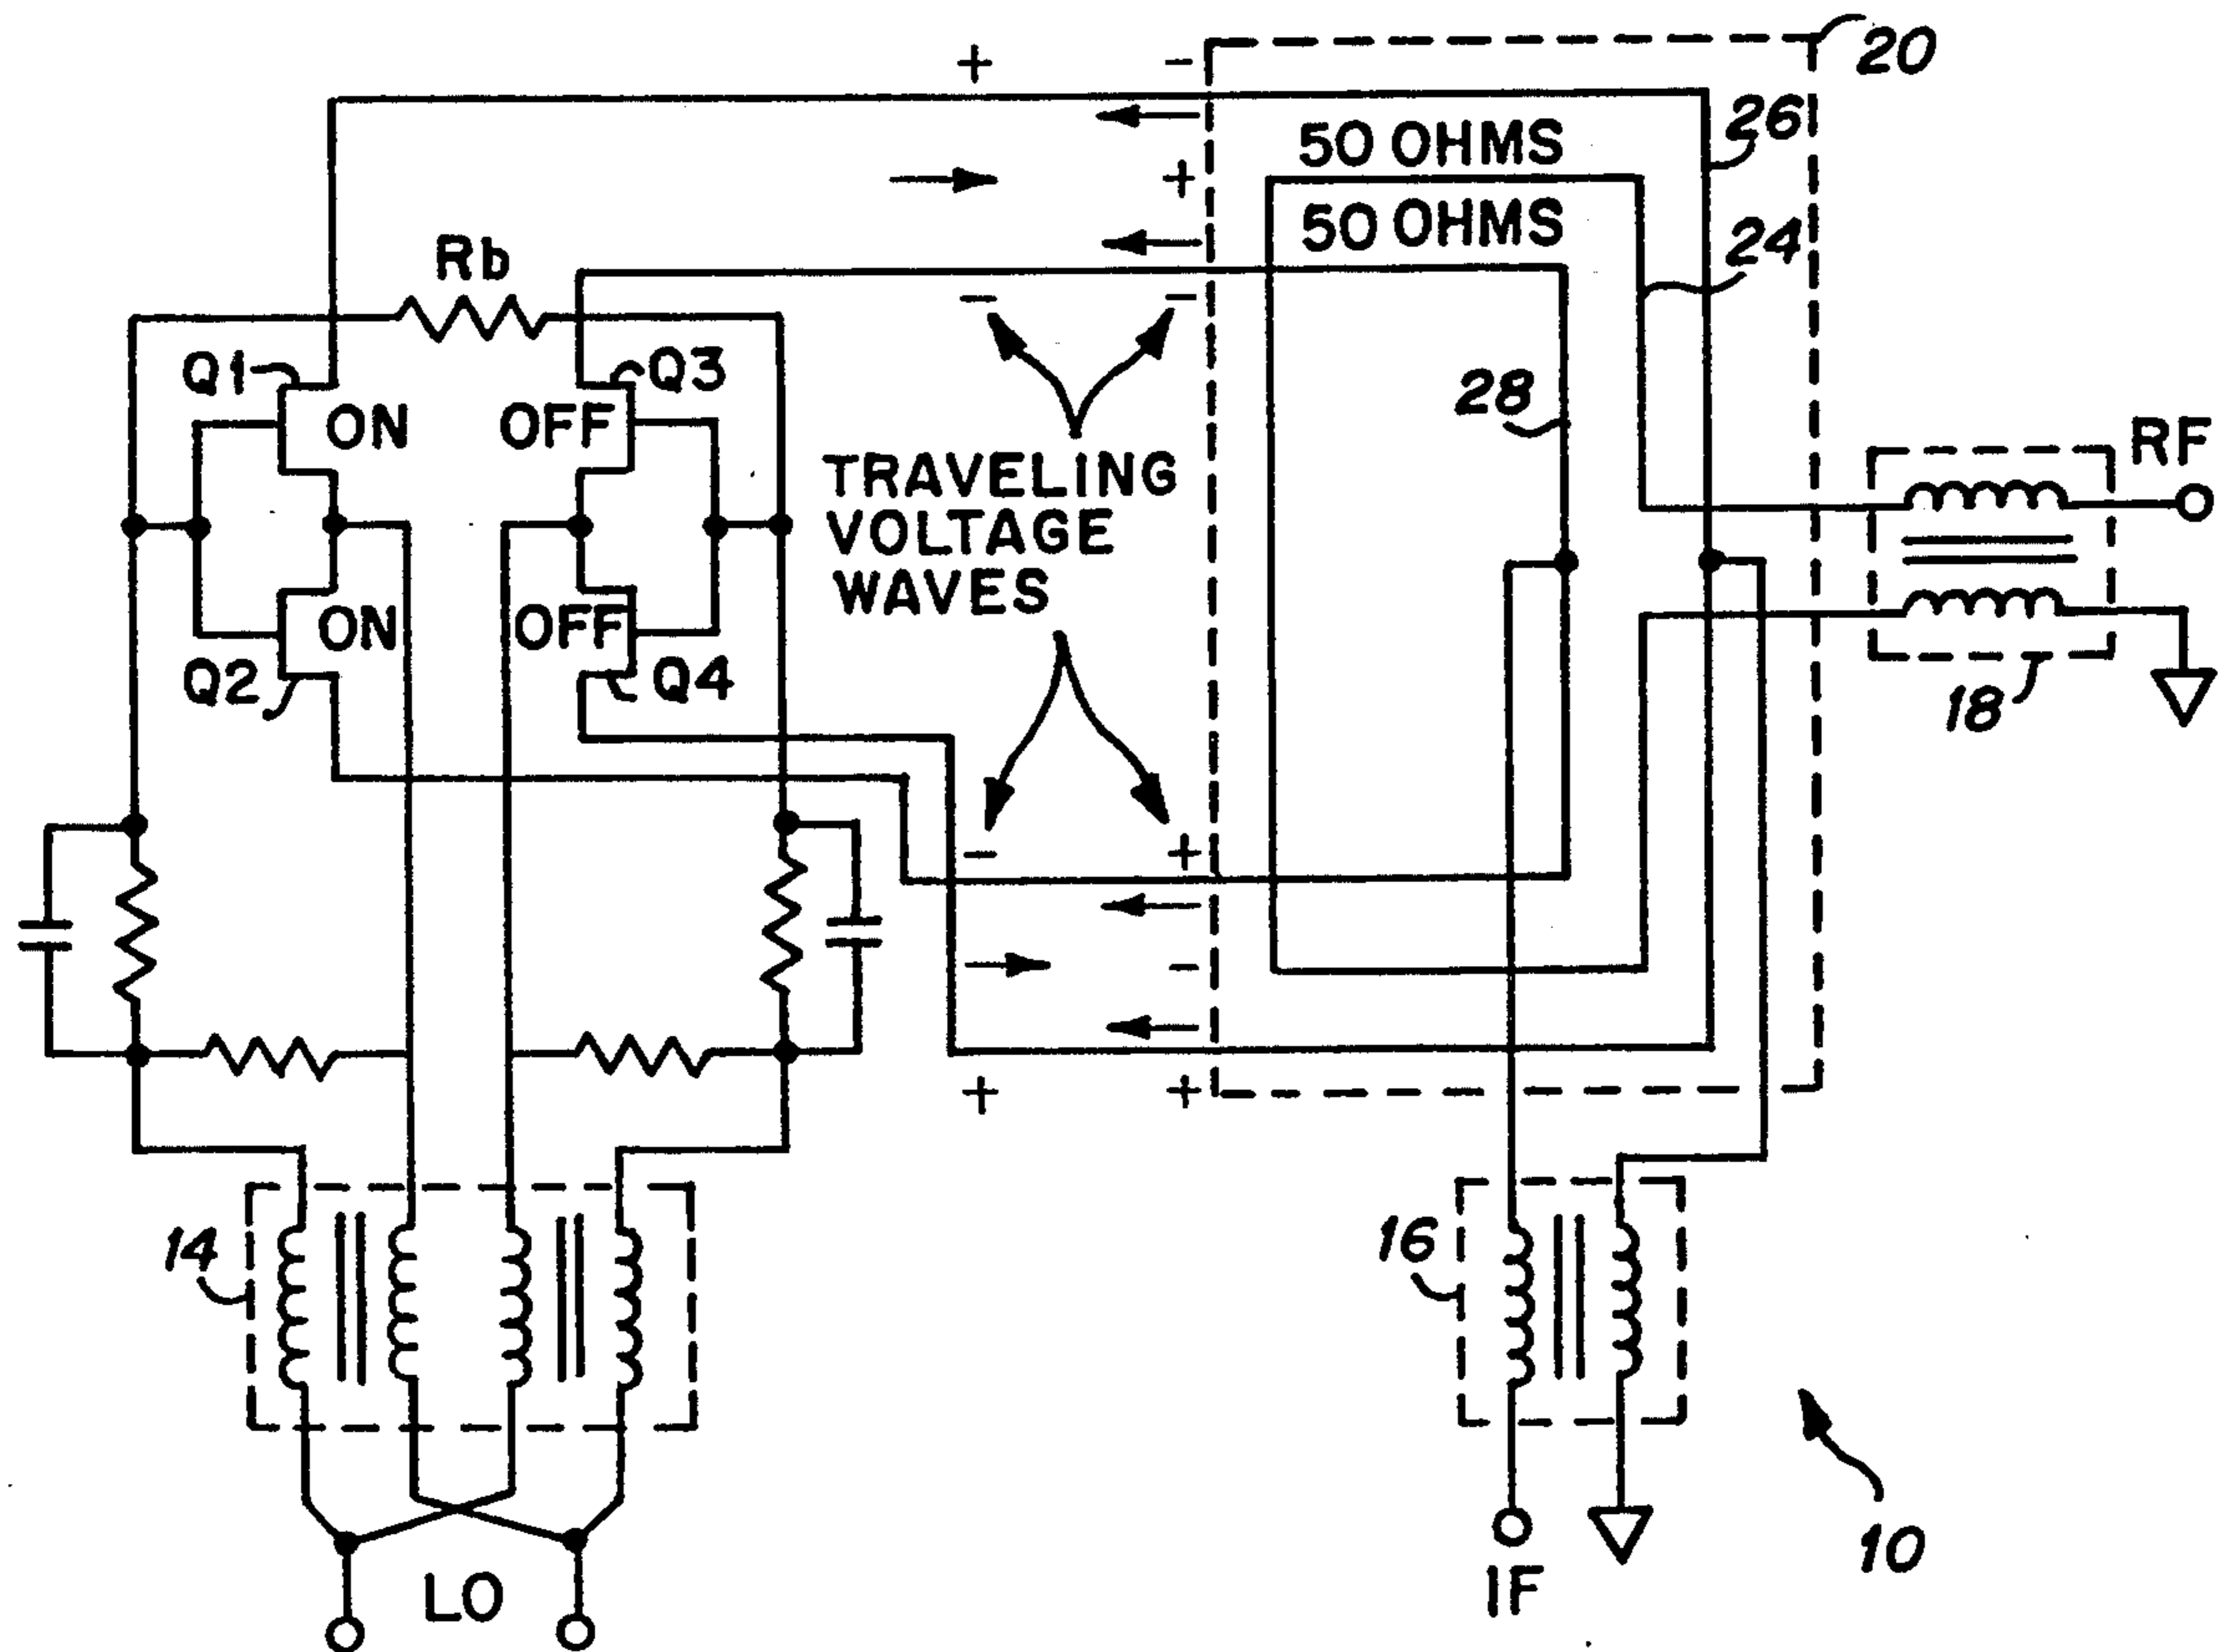 20
+ -
26
50 OHMS
+
50 OHMS
24
Rb
- -
Q1 Q3
28
ON OFF
RF
TRAVELING
VOLTAGE
WAVES
ON OFF
Q2 Q4
18
- +
-
+ +
14
16
10
LO
IF